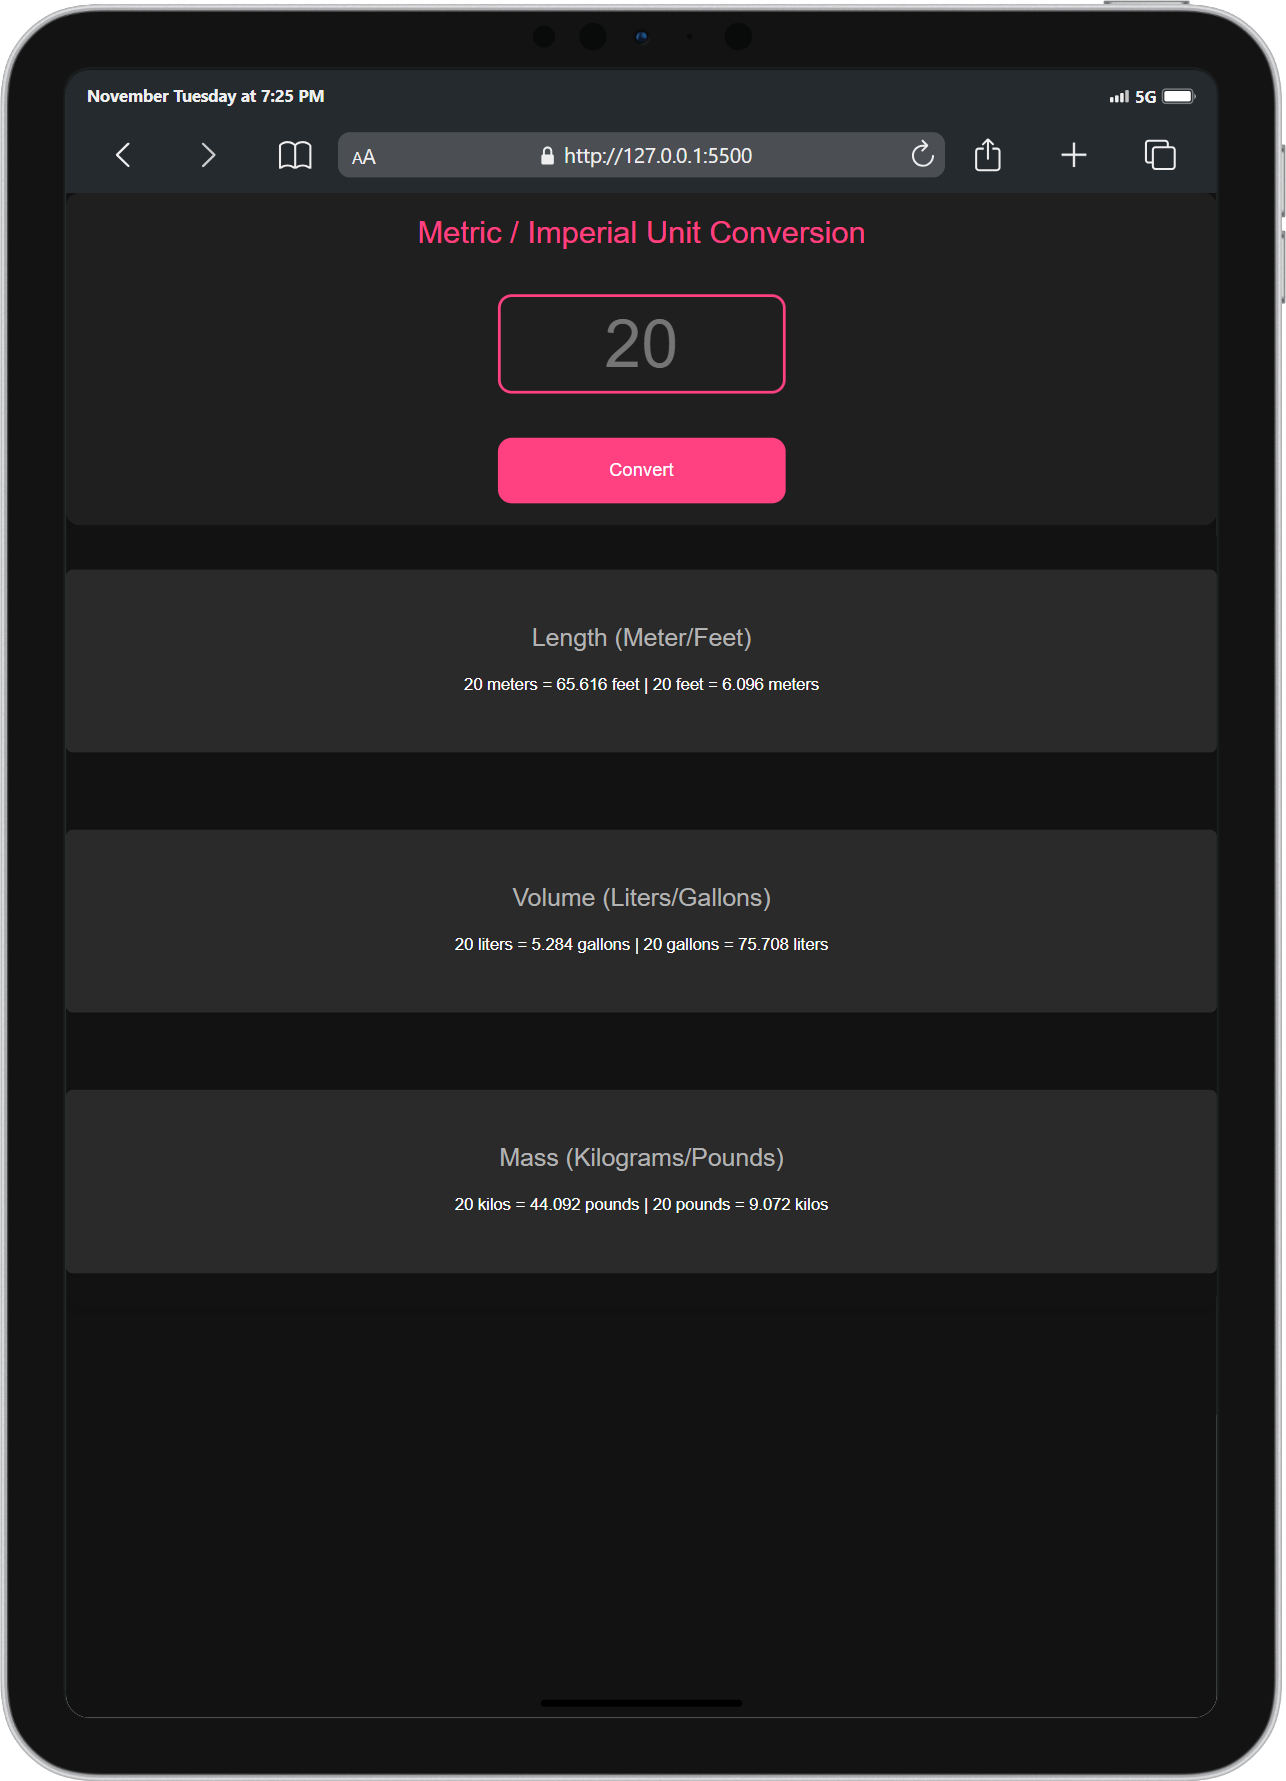 November Tuesday at 7:25 PM
5G
AA
http://127.0.0.1:5500
Metric / Imperial Unit Conversion
20
Convert
Length (Meter/Feet)
20 meters = 65.616 feet | 20 feet = 6.096 meters
Volume (Liters/Gallons)
20 liters = 5.284 gallons | 20 gallons = 75.708 liters
Mass (Kilograms/Pounds)
20 kilos = 44.092 pounds | 20 pounds = 9.072 kilos